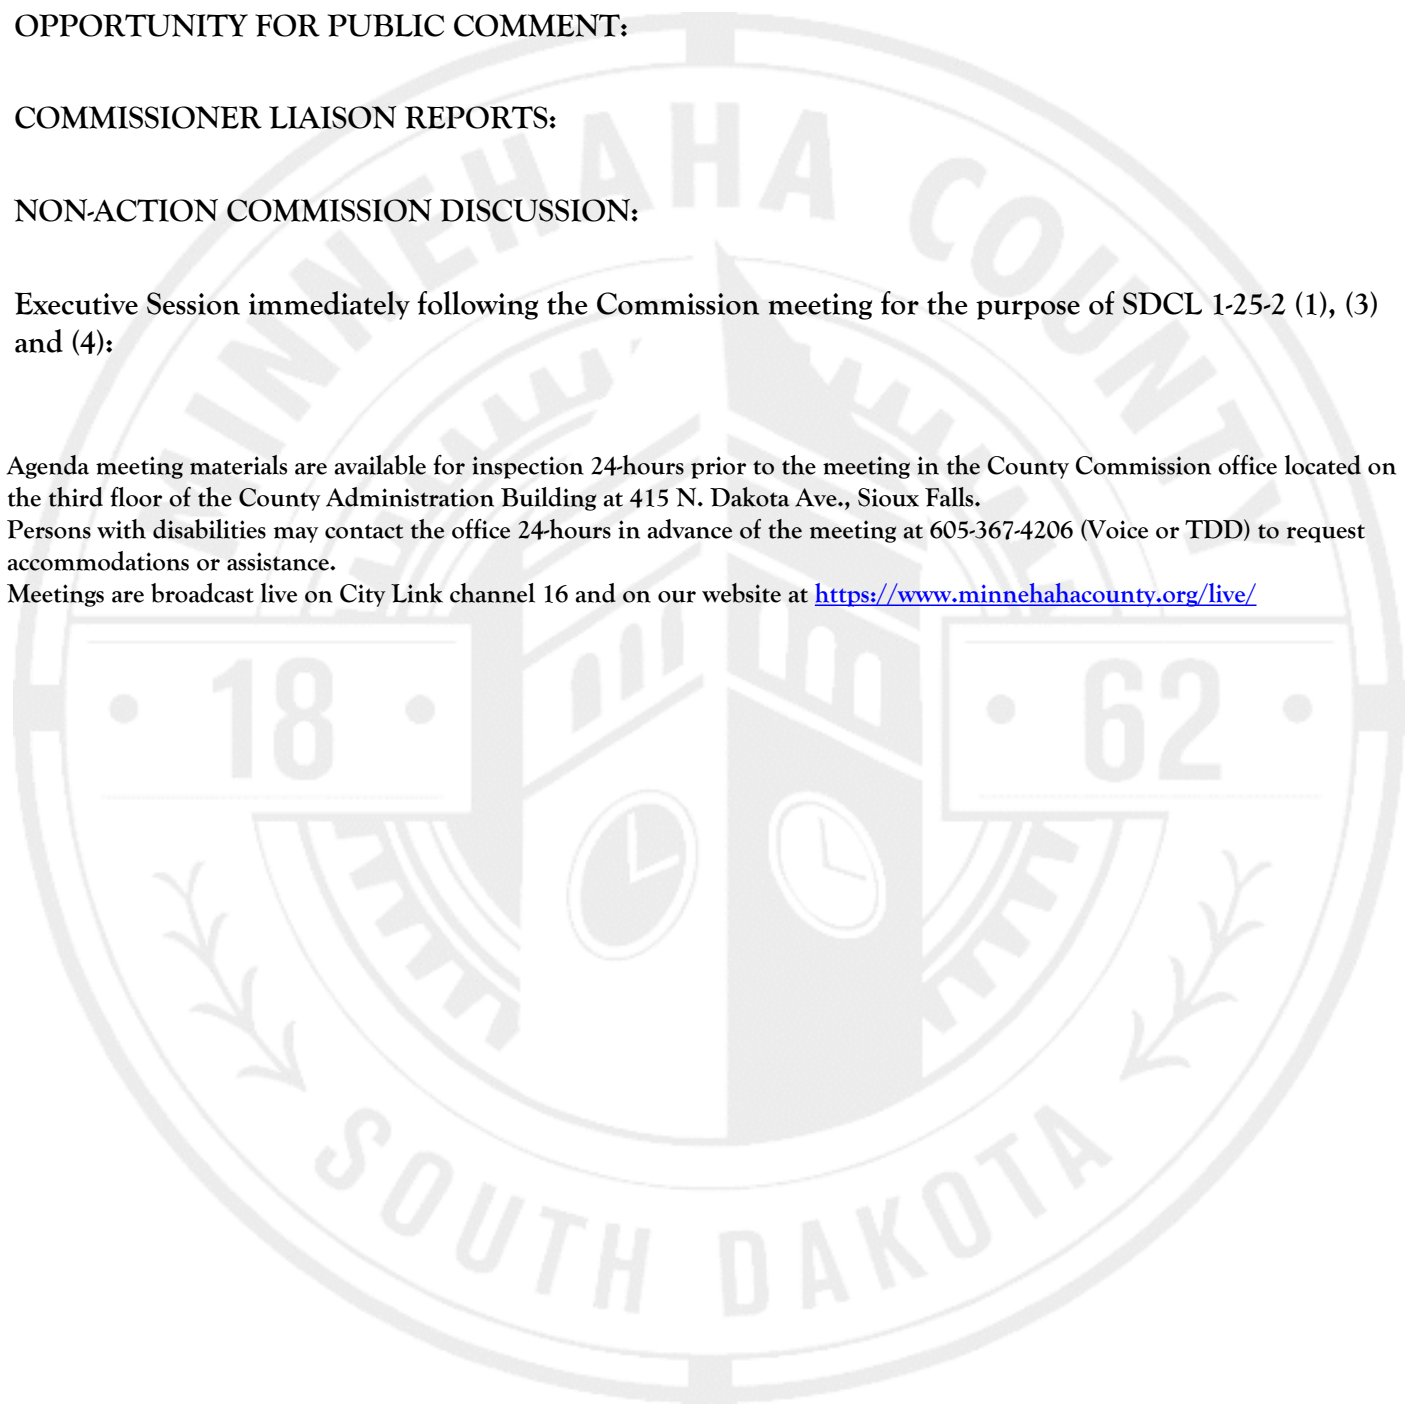 OPPORTUNITY FOR PUBLIC COMMENT:
COMMISSIONER LIAISON REPORTS:
NON-ACTION COMMISSION DISCUSSION:
Executive Session immediately following the Commission meeting for the purpose of SDCL 1-25-2 (1), (3)
and (4):
Agenda meeting materials are available for inspection 24-hours prior to the meeting in the County Commission office located on
the third floor of the County Administration Building at 415 N. Dakota Ave., Sioux Falls.
Persons with disabilities may contact the office 24-hours in advance of the meeting at 605-367-4206 (Voice or TDD) to request
accommodations or assistance.
Meetings are broadcast live on City Link channel 16 and on our website at https://www.minnehahacounty.org/live/
MINNEHAHA COUNTY
18 62
SOUTH DAKOTA